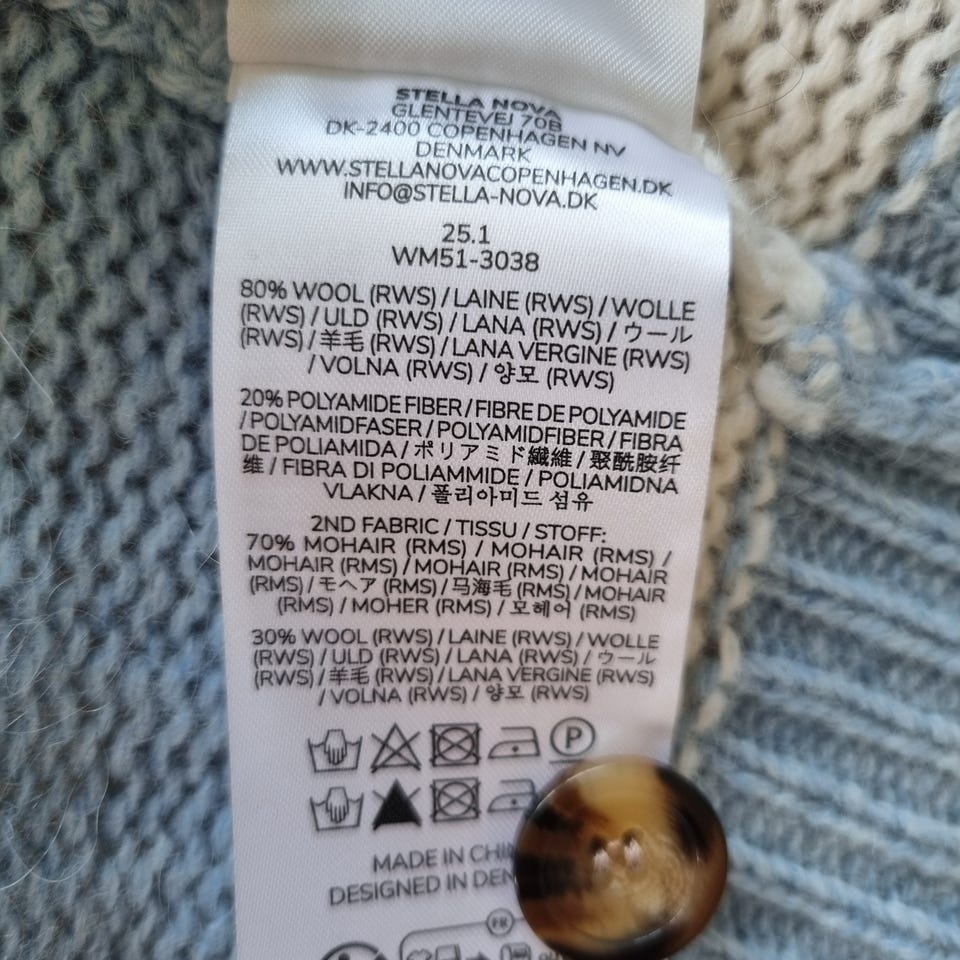 STELLA NOVA
GLENTEVEJ 70B
DK-2400 COPENHAGEN NV
DENMARK
WWW.STELLANOVACOPENHAGEN.DK
INFO@STELLA-NOVA.DK
25.1
WM51-3038
80% WOOL (RWS) / LAINE (RWS) / WOLLE
(RWS) / ULD (RWS) / LANA (RWS) / ウール
(RWS) / 羊毛 (RWS) / LANA VERGINE (RWS)
/ VOLNA (RWS) / 양모 (RWS)
20% POLYAMIDE FIBER / FIBRE DE POLYAMIDE
/ POLYAMIDFASER / POLYAMIDFIBER / FIBRA
DE POLIAMIDA / ポリアミド繊維 / 聚酰胺纤
维 / FIBRA DI POLIAMMIDE / POLIAMIDNA
VLAKNA / 폴리아미드 섬유
2ND FABRIC / TISSU / STOFF:
70% MOHAIR (RMS) / MOHAIR (RMS) /
MOHAIR (RMS) / MOHAIR (RMS) / MOHAIR
(RMS) / モヘア (RMS) / 马海毛 (RMS) / MOHAIR
(RMS) / MOHER (RMS) / 모헤어 (RMS)
30% WOOL (RWS) / LAINE (RWS) / WOLLE
(RWS) / ULD (RWS) / LANA (RWS) / ウール
(RWS) / 羊毛 (RWS) / LANA VERGINE (RWS)
/ VOLNA (RWS) / 양모 (RWS)
P
MADE IN
DESIGNED IN
FR